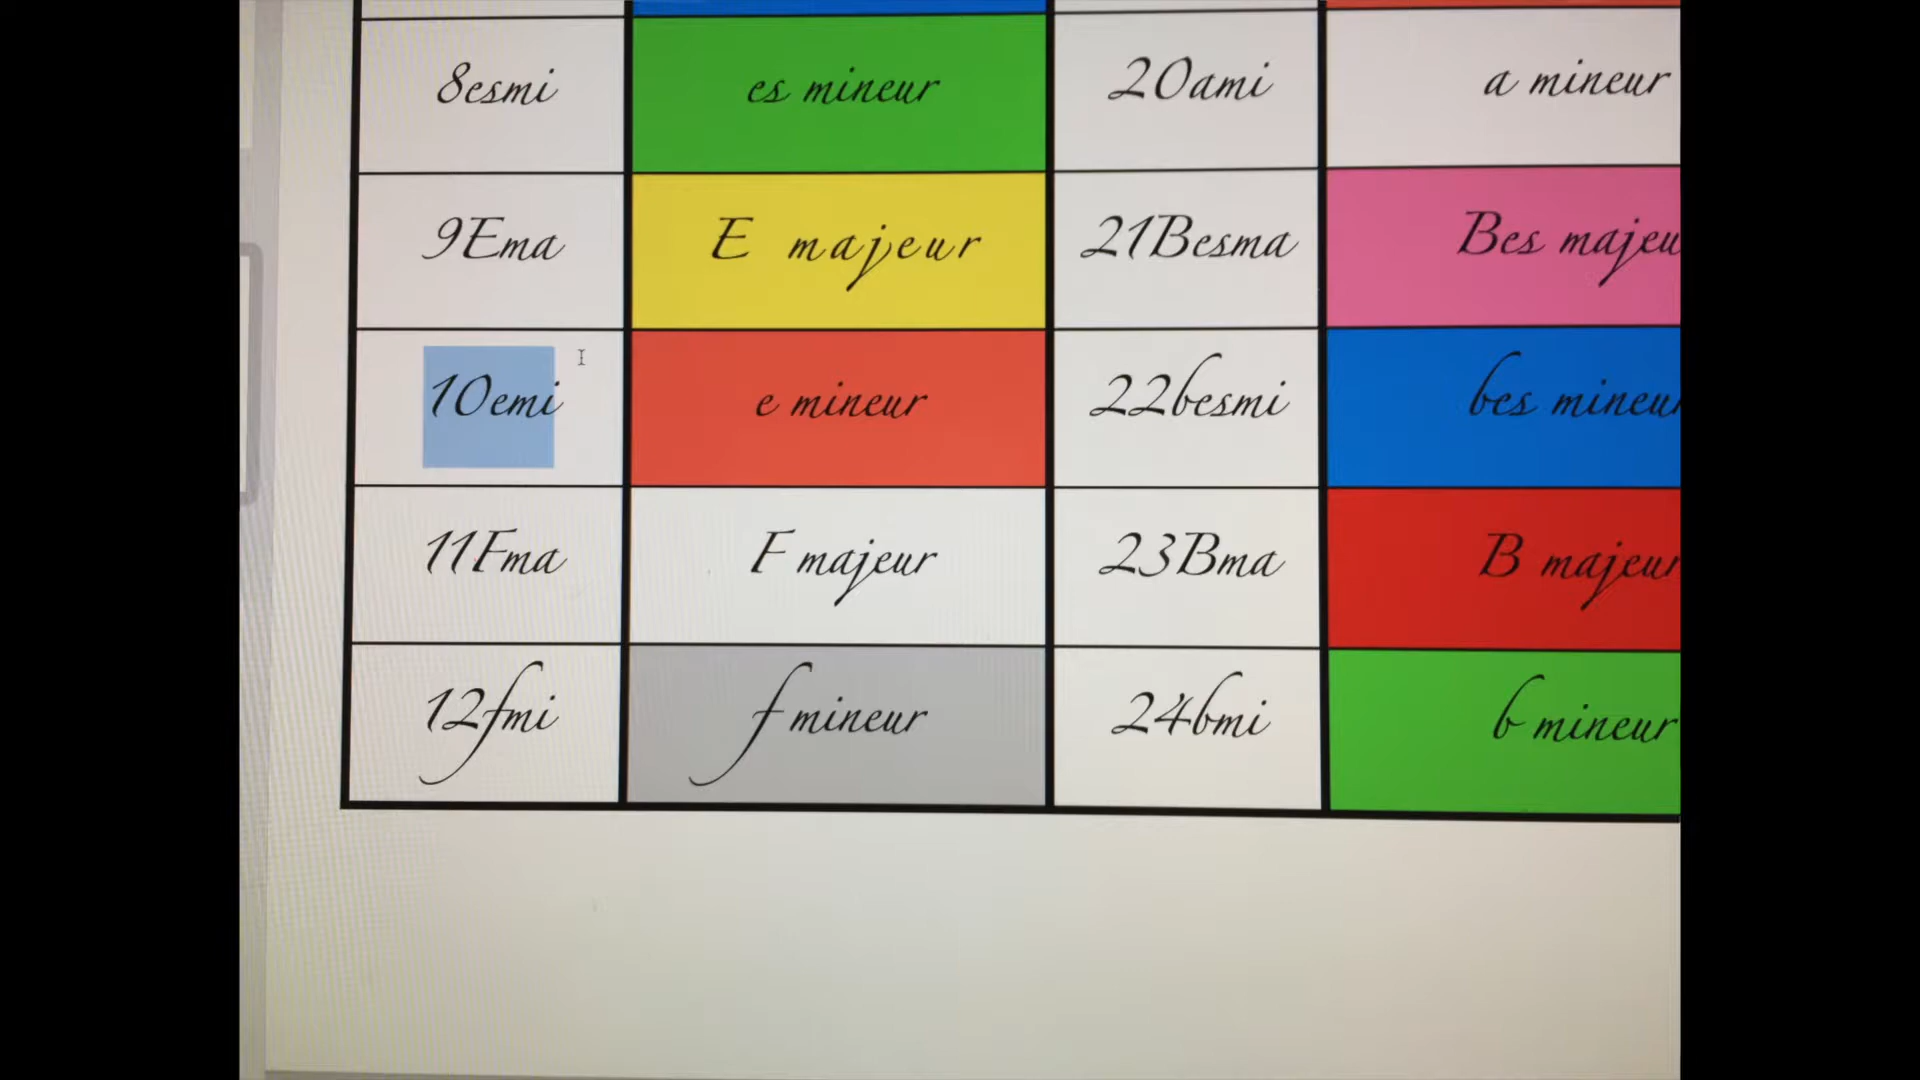 8esmi es mineur 20ami a mineur
9Ema E majeur 21Besma Bes majeu
10emi e mineur 22besmi bes mineur
11Fma F majeur 23Bma B majeur
12fmi f mineur 24bmi b mineur